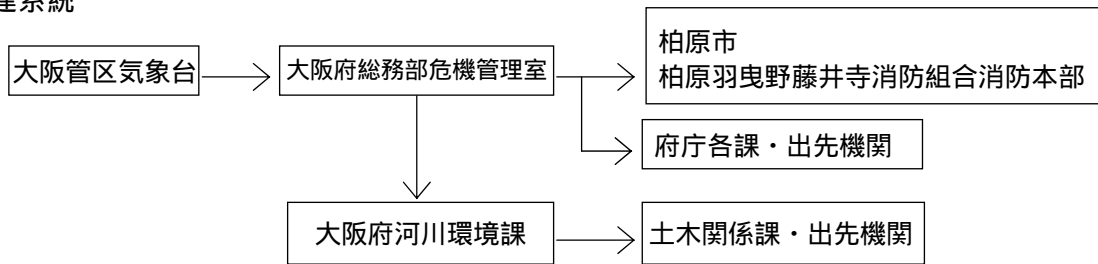 達系統
大阪管区気象台
大阪府総務部危機管理室
柏原市
柏原羽曳野藤井寺消防組合消防本部
府庁各課・出先機関
大阪府河川環境課
土木関係課・出先機関